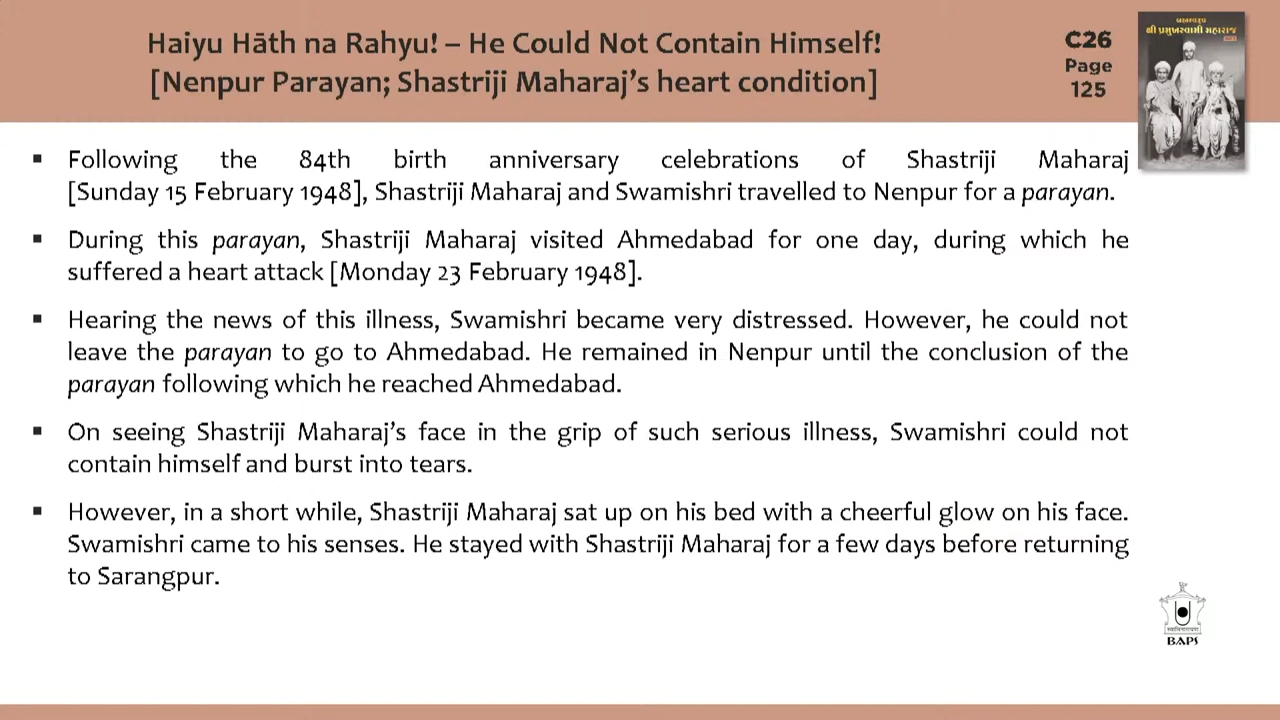 Haiyu Hāth na Rahyu! – He Could Not Contain Himself!
[Nenpur Parayan; Shastriji Maharaj's heart condition]
C26
Page
125
બ્રહ્મસ્વરૂપ
શ્રી પ્રમુખસ્વામી મહારાજ
▪ Following the 84th birth anniversary celebrations of Shastriji Maharaj
[Sunday 15 February 1948], Shastriji Maharaj and Swamishri travelled to Nenpur for a parayan.
▪ During this parayan, Shastriji Maharaj visited Ahmedabad for one day, during which he
suffered a heart attack [Monday 23 February 1948].
▪ Hearing the news of this illness, Swamishri became very distressed. However, he could not
leave the parayan to go to Ahmedabad. He remained in Nenpur until the conclusion of the
parayan following which he reached Ahmedabad.
▪ On seeing Shastriji Maharaj's face in the grip of such serious illness, Swamishri could not
contain himself and burst into tears.
▪ However, in a short while, Shastriji Maharaj sat up on his bed with a cheerful glow on his face.
Swamishri came to his senses. He stayed with Shastriji Maharaj for a few days before returning
to Sarangpur.
स्वामिनारायण
BAPS